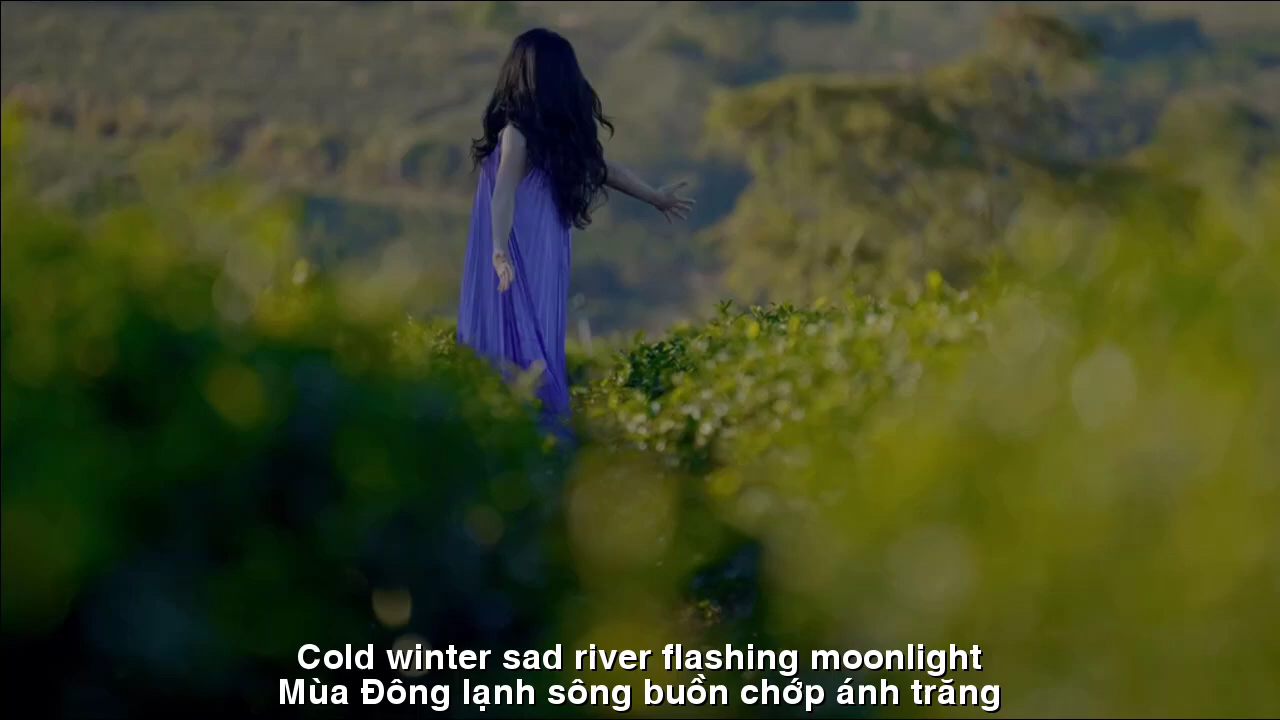 Cold winter sad river flashing moonlight
Mùa Đông lạnh sông buồn chớp ánh trăng